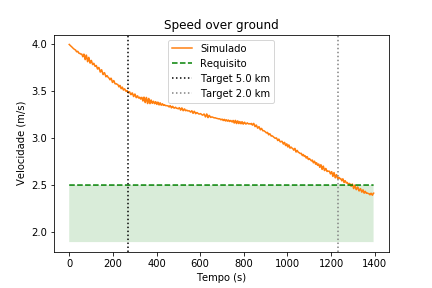 Speed over ground
Simulado
Requisito
Target 5.0 km
Target 2.0 km
Velocidade (m/s)
4.0
3.5
3.0
2.5
2.0
0 200 400 600 800 1000 1200 1400
Tempo (s)